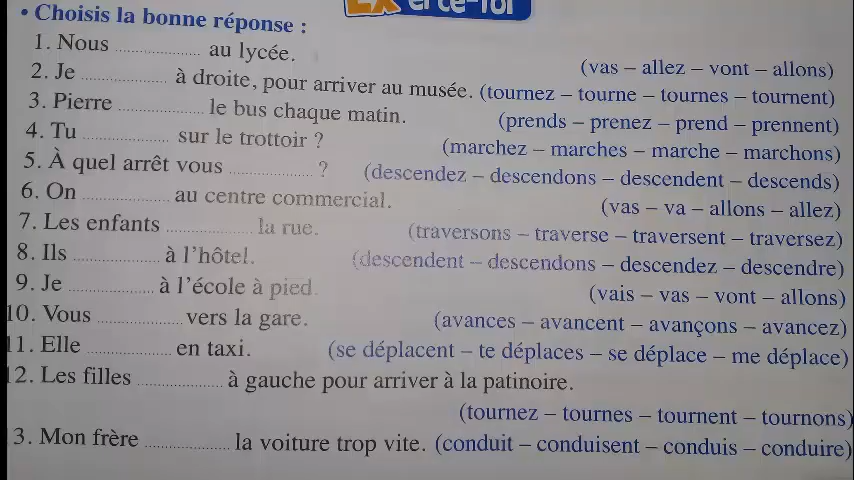 Ex erce-toi
• Choisis la bonne réponse :
1. Nous .................... au lycée.
(vas – allez – vont – allons)
2. Je .................... à droite, pour arriver au musée. (tournez – tourne – tournes – tournent)
3. Pierre .................... le bus chaque matin.
(prends – prenez – prend – prennent)
4. Tu .................... sur le trottoir ?
(marchez – marches – marche – marchons)
5. À quel arrêt vous .................... ?
(descendez – descendons – descendent – descends)
6. On .................... au centre commercial.
(vas – va – allons – allez)
7. Les enfants .................... la rue.
(traversons – traverse – traversent – traversez)
8. Ils .................... à l'hôtel.
(descendent – descendons – descendez – descendre)
9. Je .................... à l'école à pied.
(vais – vas – vont – allons)
10. Vous .................... vers la gare.
(avances – avancent – avançons – avancez)
11. Elle .................... en taxi.
(se déplacent – te déplaces – se déplace – me déplace)
12. Les filles .................... à gauche pour arriver à la patinoire.
(tournez – tournes – tournent – tournons)
3. Mon frère .................... la voiture trop vite. (conduit – conduisent – conduis – conduire)